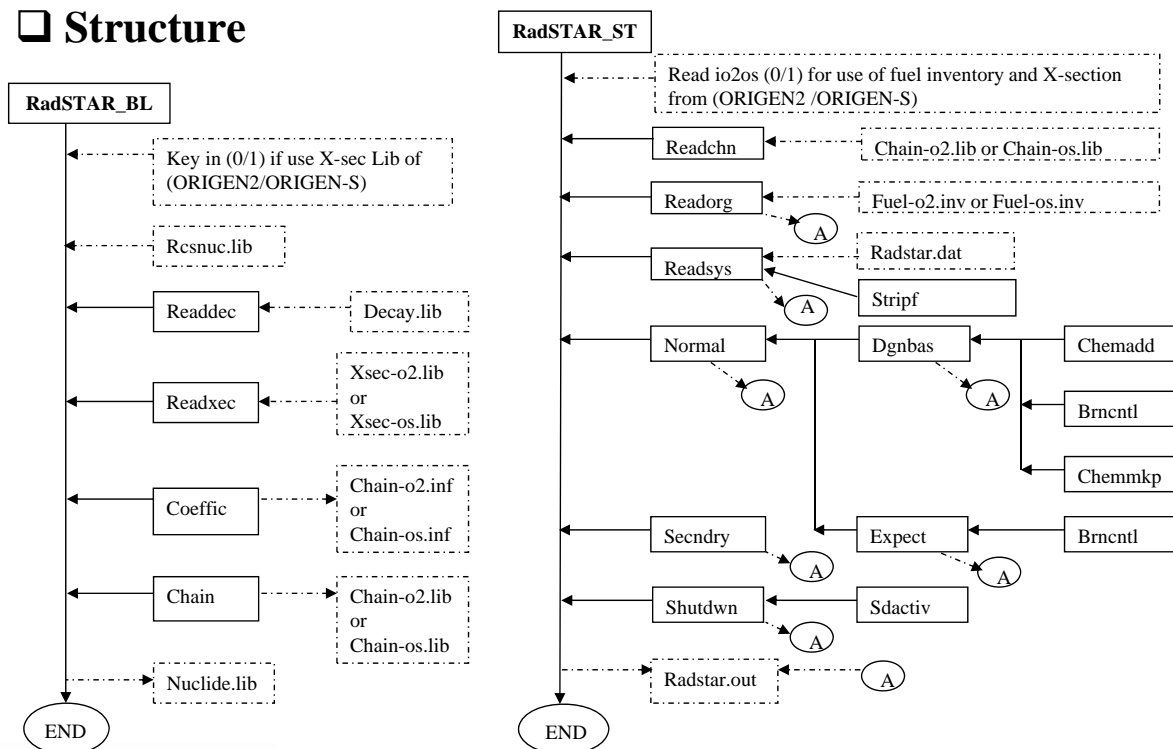 ❑ Structure
RadSTAR_BL
Key in (0/1) if use X-sec Lib of
(ORIGEN2/ORIGEN-S)
Rcsnuc.lib
Readdec
Decay.lib
Readxec
Xsec-o2.lib
or
Xsec-os.lib
Coeffic
Chain-o2.inf
or
Chain-os.inf
Chain
Chain-o2.lib
or
Chain-os.lib
Nuclide.lib
END
RadSTAR_ST
Read io2os (0/1) for use of fuel inventory and X-section
from (ORIGEN2 /ORIGEN-S)
Readchn
Chain-o2.lib or Chain-os.lib
Readorg
Fuel-o2.inv or Fuel-os.inv
A
Readsys
Radstar.dat
Stripf
A
Normal
Dgnbas
Chemadd
A
A
Brncntl
Chemmkp
Secndry
Expect
Brncntl
A
A
Shutdwn
Sdactiv
A
Radstar.out
A
END